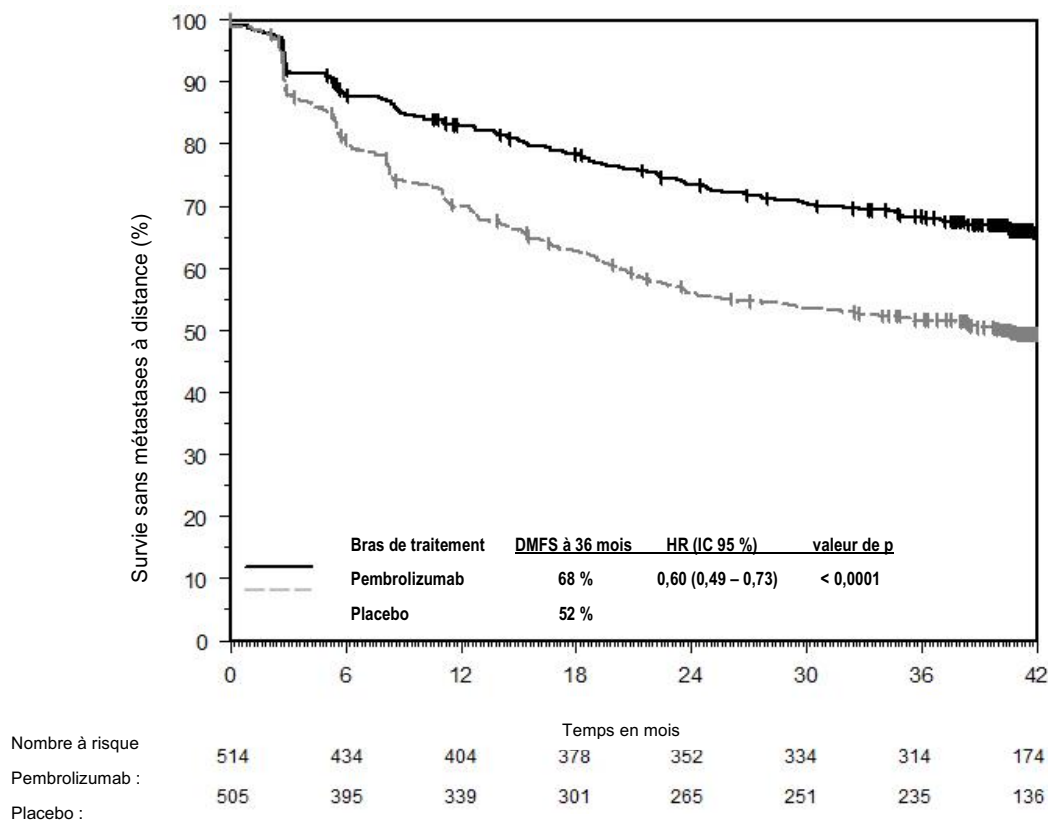 100
90
80
70
60
50
40
30
20
10
0
Survie sans métastases à distance (%)
Bras de traitement DMFS à 36 mois HR (IC 95 %) valeur de p
Pembrolizumab 68 % 0,60 (0,49 – 0,73) < 0,0001
Placebo 52 %
0 6 12 18 24 30 36 42
Temps en mois
Nombre à risque
514 434 404 378 352 334 314 174
Pembrolizumab :
505 395 339 301 265 251 235 136
Placebo :